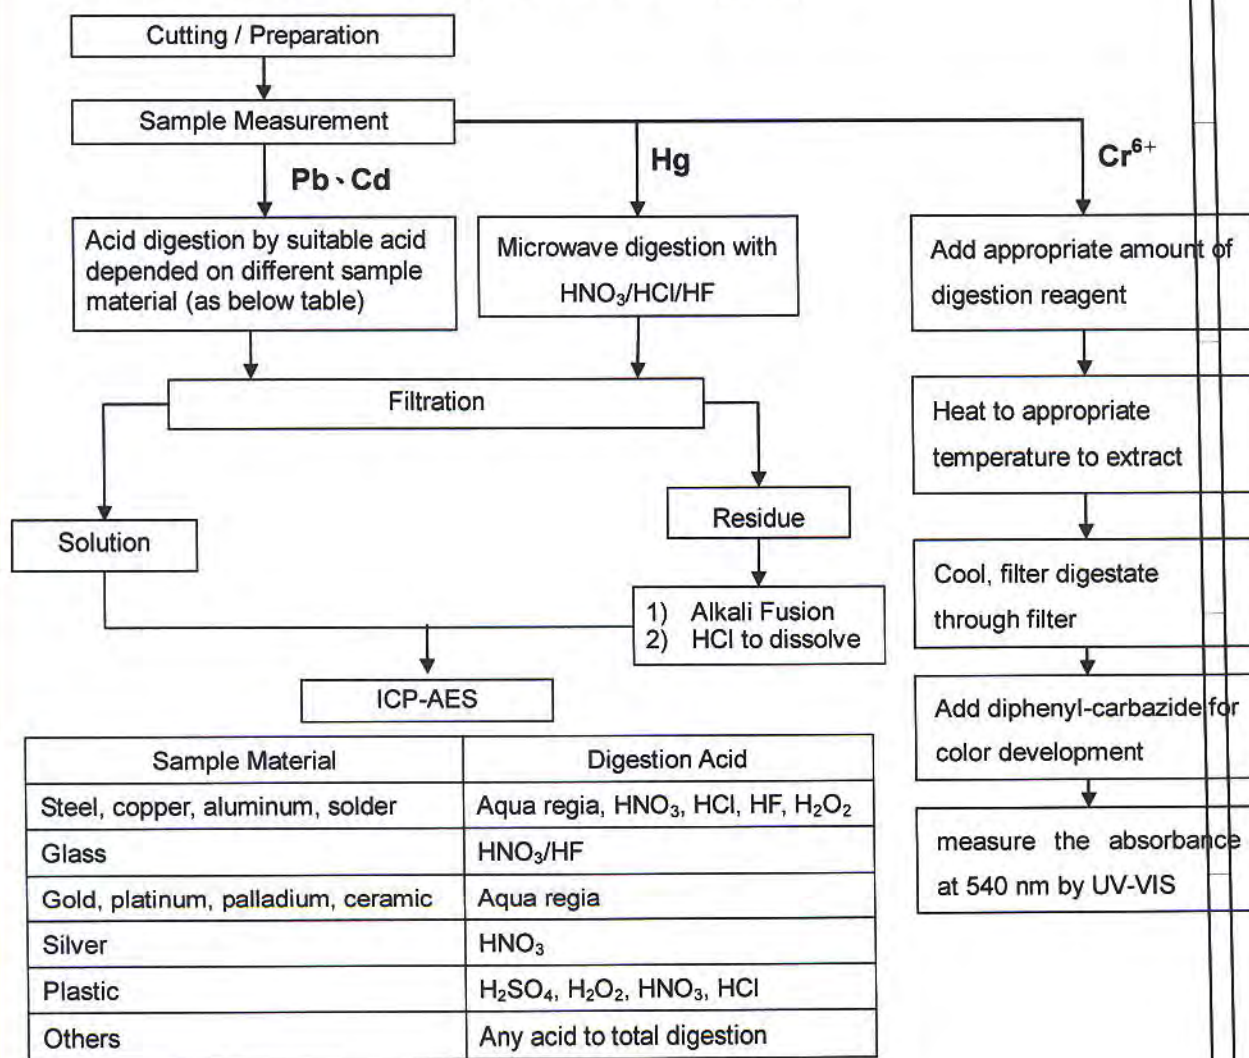 Cutting / Preparation
Sample Measurement
Pb、Cd
Hg
Cr⁶⁺
Acid digestion by suitable acid
depended on different sample
material (as below table)
Microwave digestion with
HNO₃/HCl/HF
Add appropriate amount of
digestion reagent
Filtration
Heat to appropriate
temperature to extract
Solution
Residue
1) Alkali Fusion
2) HCl to dissolve
Cool, filter digestate
through filter
ICP-AES
Add diphenyl-carbazide for
color development
measure the absorbance
at 540 nm by UV-VIS
Sample Material Digestion Acid
Steel, copper, aluminum, solder Aqua regia, HNO₃, HCl, HF, H₂O₂
Glass HNO₃/HF
Gold, platinum, palladium, ceramic Aqua regia
Silver HNO₃
Plastic H₂SO₄, H₂O₂, HNO₃, HCl
Others Any acid to total digestion